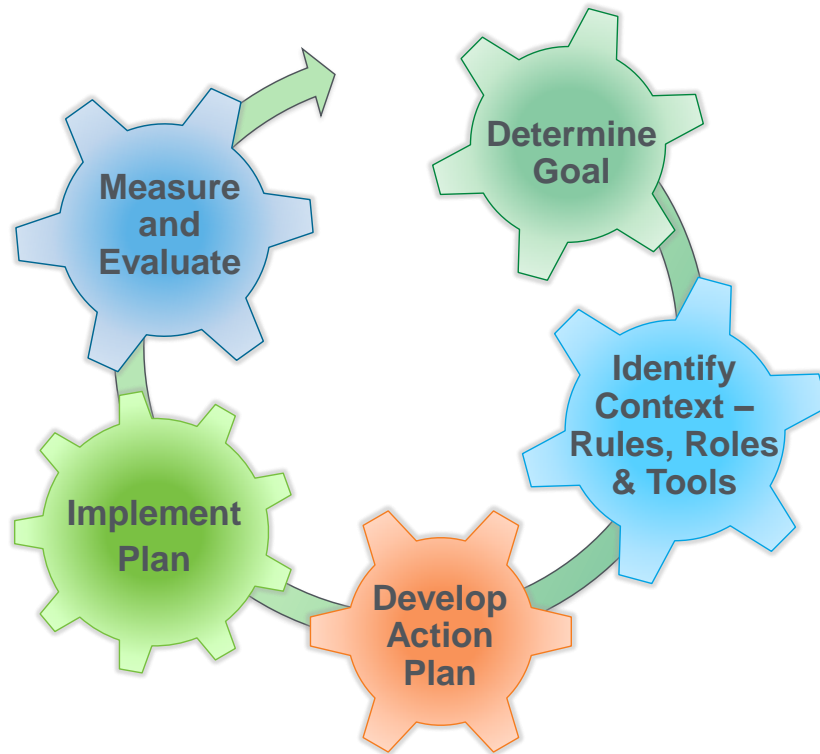 Determine
Goal
Identify
Context –
Rules, Roles
& Tools
Develop
Action
Plan
Implement
Plan
Measure
and
Evaluate